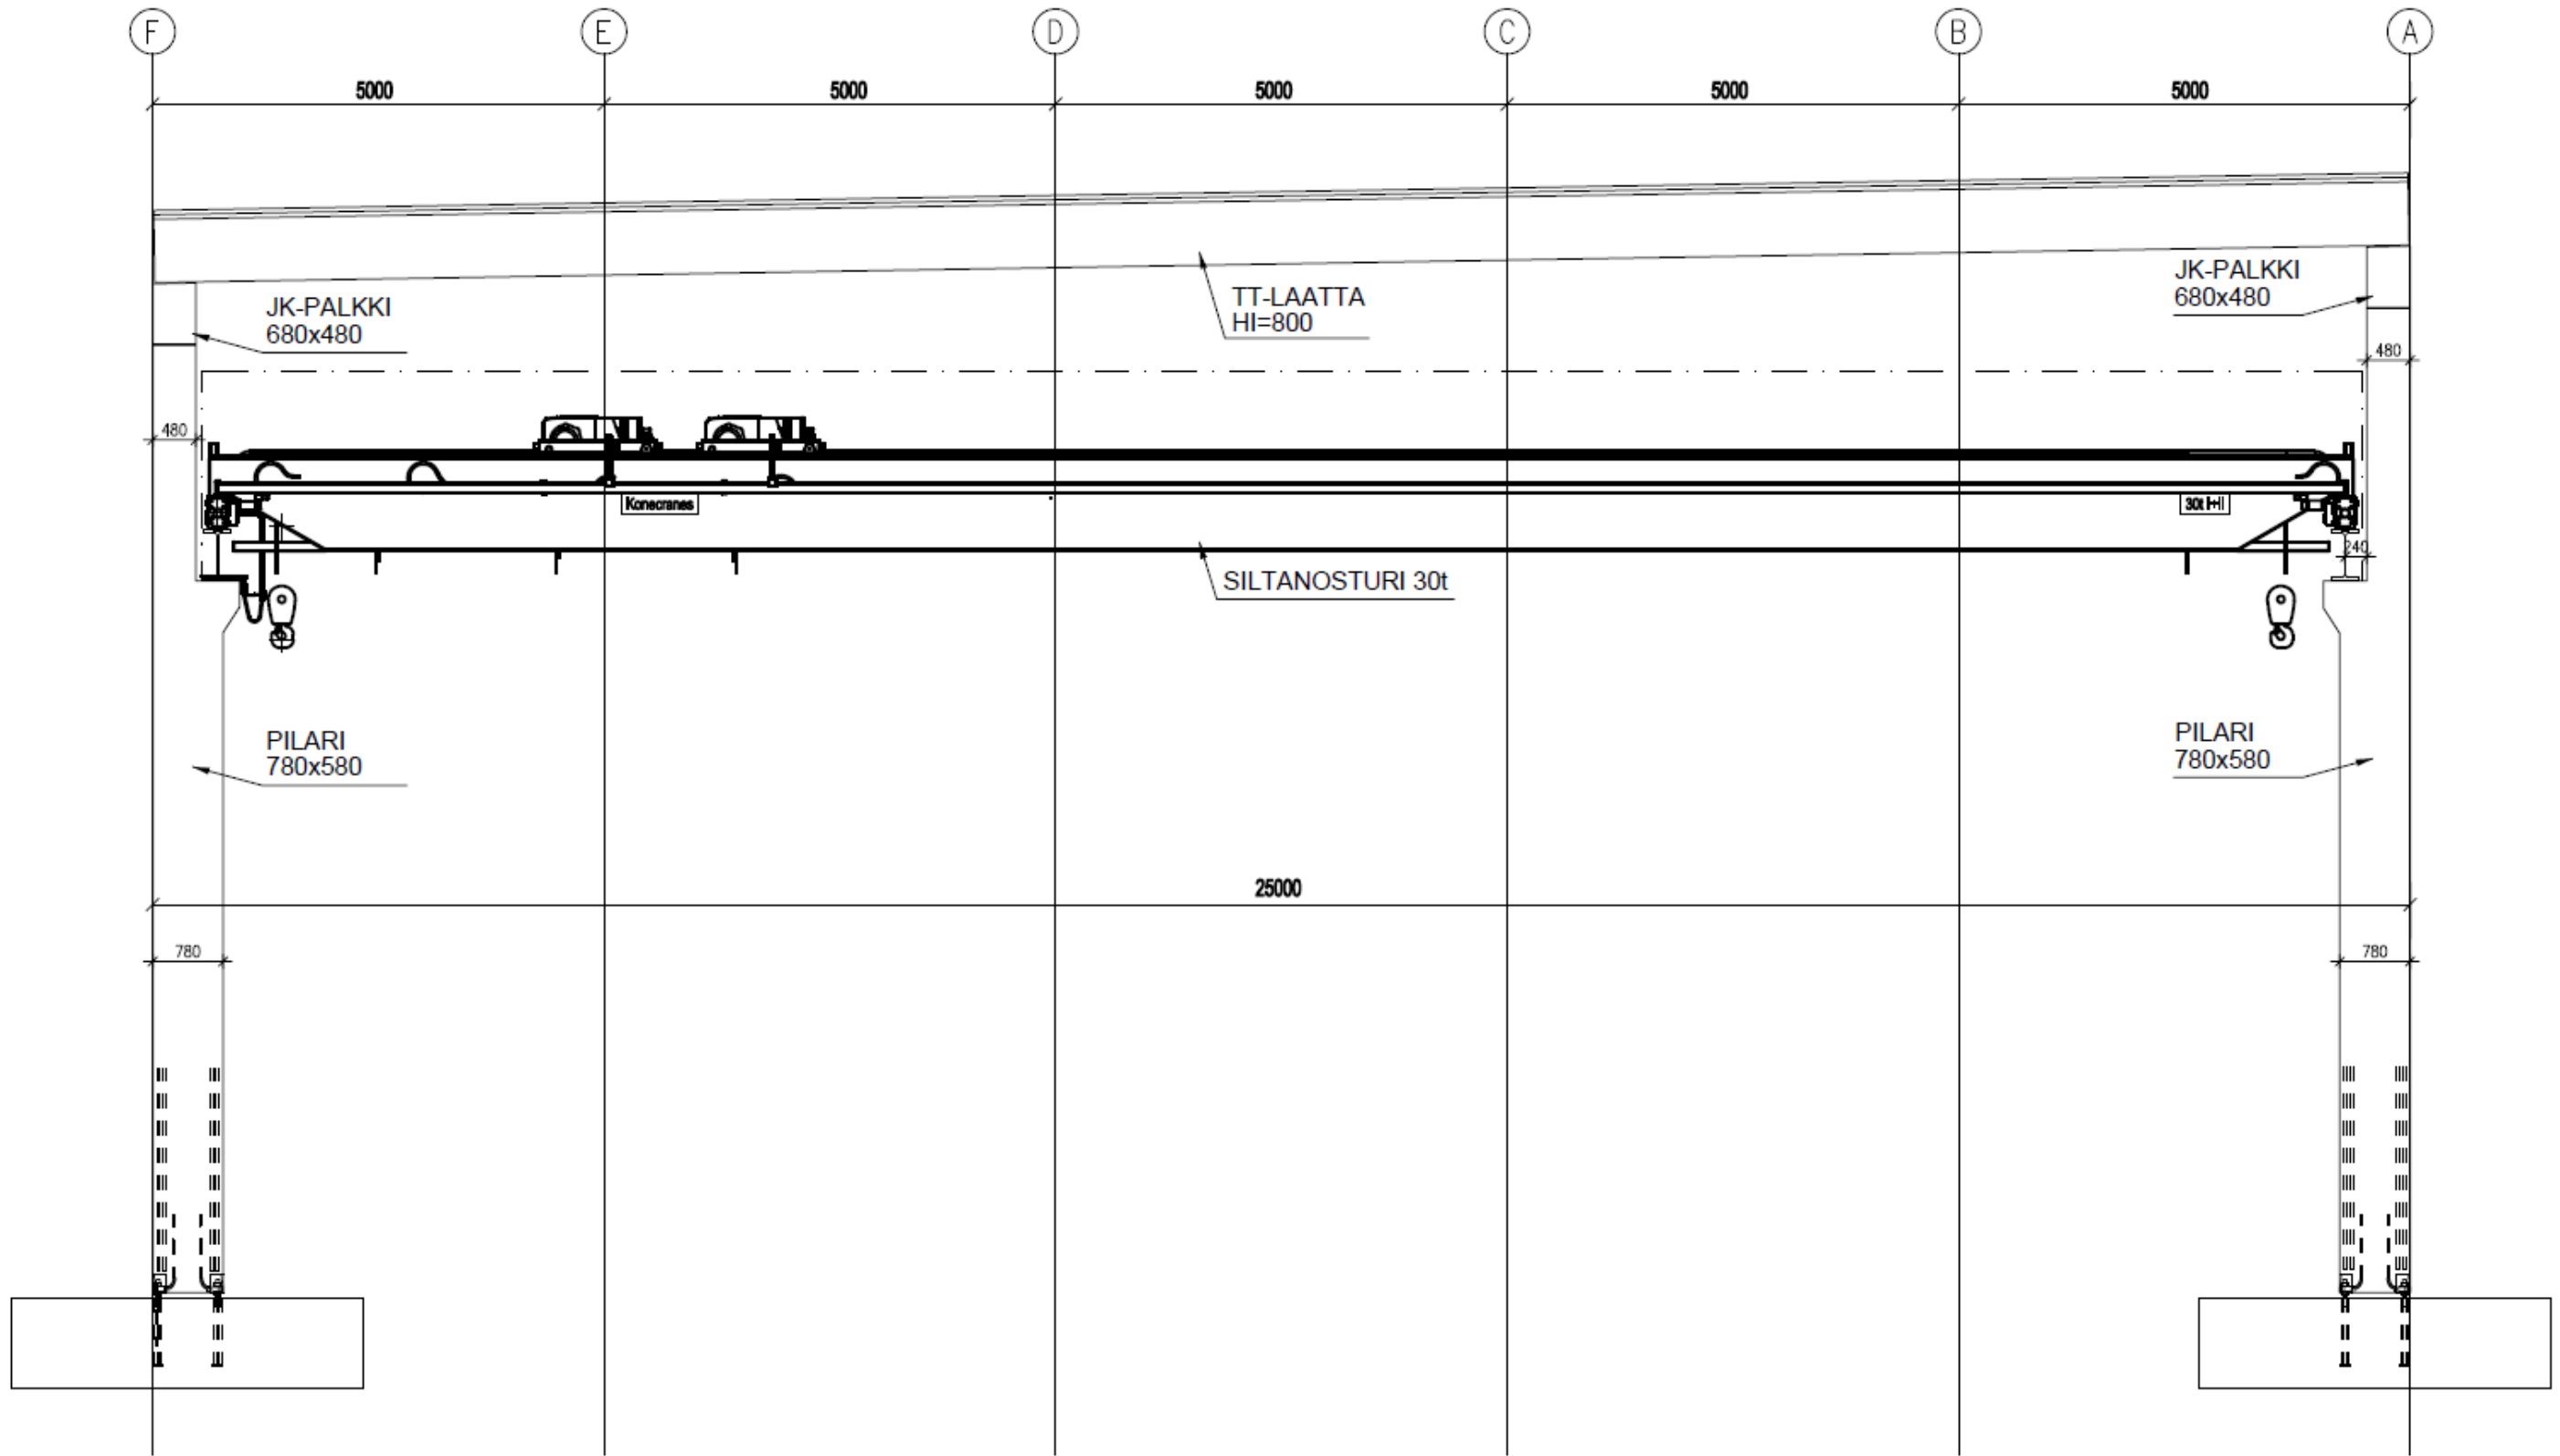 F E D C B A
5000 5000 5000 5000 5000
JK-PALKKI
680x480
TT-LAATTA
HI=800
JK-PALKKI
680x480
480
480
Konecranes
30t I+II
240
SILTANOSTURI 30t
PILARI
780x580
PILARI
780x580
25000
780
780